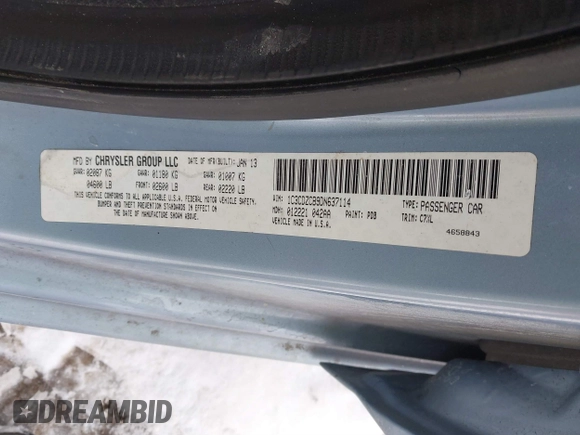 MFD BY CHRYSLER GROUP LLC DATE OF MFR(BUILT): JAN 13
GVWR: 02087 KG GAWR: 01180 KG GAWR: 01007 KG
04600 LB FRONT: 02600 LB REAR: 02220 LB
THIS VEHICLE CONFORMS TO ALL APPLICABLE U.S.A. FEDERAL MOTOR VEHICLE SAFETY,
BUMPER AND THEFT PREVENTION STANDARDS IN EFFECT ON
THE DATE OF MANUFACTURE SHOWN ABOVE.
VIN: 1C3CDZCB9DN637114 TYPE: PASSENGER CAR
MDH: 012221 042AA PAINT: PDB TRIM: C7XL
VEHICLE MADE IN U.S.A.
4658843
DREAMBID